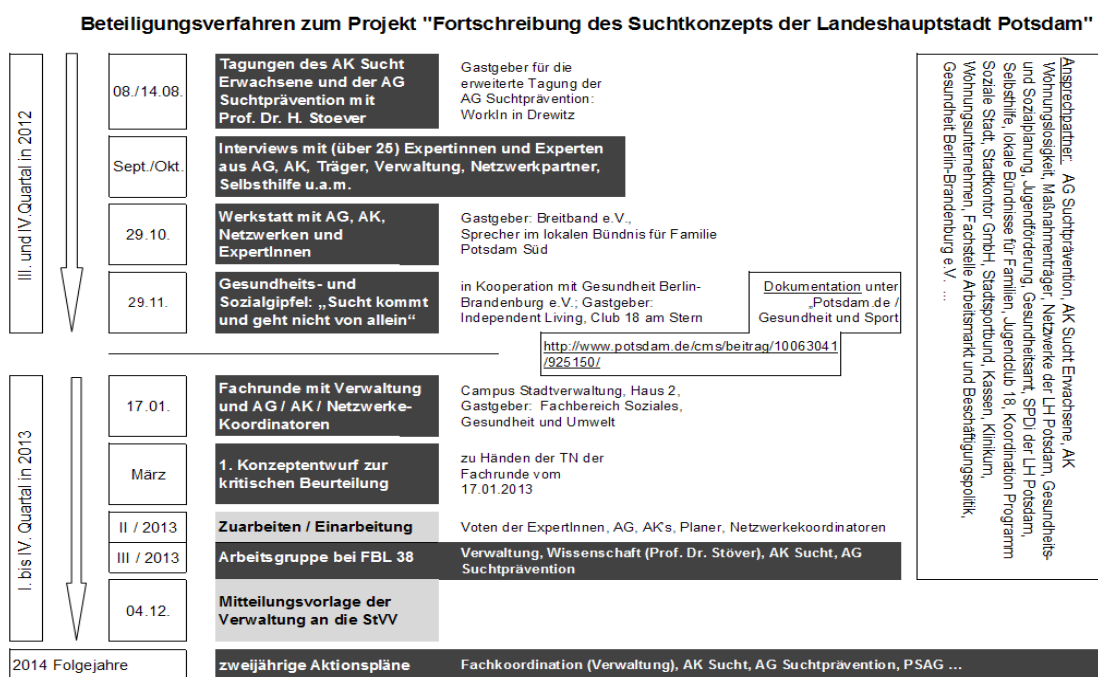 Beteiligungsverfahren zum Projekt "Fortschreibung des Suchtkonzepts der Landeshauptstadt Potsdam"
III. und IV.Quartal in 2012
08./14.08.
Tagungen des AK Sucht
Erwachsene und der AG
Suchtprävention mit
Prof. Dr. H. Stoever
Gastgeber für die
erweiterte Tagung der
AG Suchtprävention:
WorkIn in Drewitz
Sept./Okt.
Interviews mit (über 25) Expertinnen und Experten
aus AG, AK, Träger, Verwaltung, Netzwerkpartner,
Selbsthilfe u.a.m.
29.10.
Werkstatt mit AG, AK,
Netzwerken und
ExpertInnen
Gastgeber: Breitband e.V.,
Sprecher im lokalen Bündnis für Familie
Potsdam Süd
29.11.
Gesundheits- und
Sozialgipfel: „Sucht kommt
und geht nicht von allein“
in Kooperation mit Gesundheit Berlin-
Brandenburg e.V.; Gastgeber:
Independent Living, Club 18 am Stern
Dokumentation unter
„Potsdam.de /
Gesundheit und Sport
http://www.potsdam.de/cms/beitrag/10063041
/925150/
I. bis IV. Quartal in 2013
17.01.
Fachrunde mit Verwaltung
und AG / AK / Netzwerke-
Koordinatoren
Campus Stadtverwaltung, Haus 2,
Gastgeber: Fachbereich Soziales,
Gesundheit und Umwelt
März
1. Konzeptentwurf zur
kritischen Beurteilung
zu Händen der TN der
Fachrunde vom
17.01.2013
II / 2013
Zuarbeiten / Einarbeitung
Voten der ExpertInnen, AG, AK's, Planer, Netzwerkekoordinatoren
III / 2013
Arbeitsgruppe bei FBL 38
Verwaltung, Wissenschaft (Prof. Dr. Stöver), AK Sucht, AG
Suchtprävention
04.12.
Mitteilungsvorlage der
Verwaltung an die StVV
2014 Folgejahre
zweijährige Aktionspläne
Fachkoordination (Verwaltung), AK Sucht, AG Suchtprävention, PSAG ...
Ansprechpartner: AG Suchtprävention, AK Sucht Erwachsene, AK
Wohnungslosigkeit, Maßnahmenträger, Netzwerke der LH Potsdam, Gesundheits-
und Sozialplanung, Jugendförderung, Gesundheitsamt, SPDi der LH Potsdam,
Selbsthilfe, lokale Bündnisse für Familien, Jugendclub 18, Koordination Programm
Soziale Stadt, Stadtkontor GmbH, Stadtsportbund, Kassen, Klinikum,
Wohnungsunternehmen, Fachstelle Arbeitsmarkt und Beschäftigungspolitik,
Gesundheit Berlin-Brandenburg e.V. ...